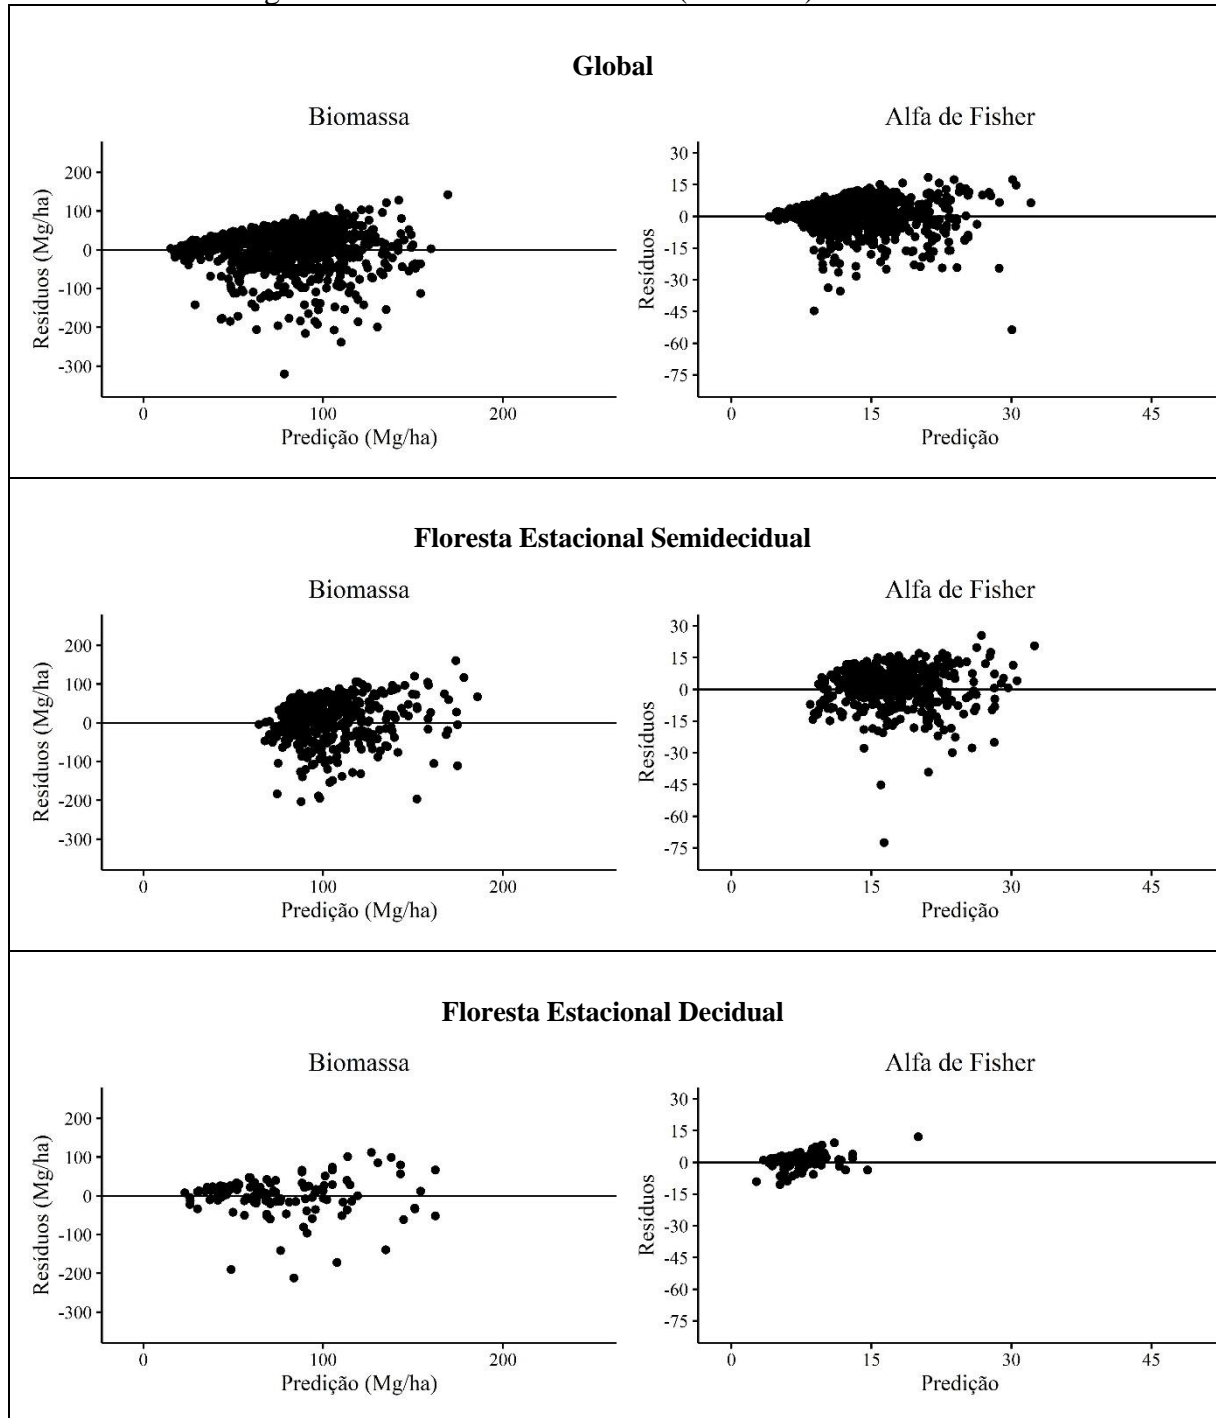 Global
Biomassa
200
100
0
-100
-200
-300
Resíduos (Mg/ha)
0 100 200
Predição (Mg/ha)
Alfa de Fisher
30
15
0
-15
-30
-45
-60
-75
Resíduos
0 15 30 45
Predição
Floresta Estacional Semidecidual
Biomassa
200
100
0
-100
-200
-300
Resíduos (Mg/ha)
0 100 200
Predição (Mg/ha)
Alfa de Fisher
30
15
0
-15
-30
-45
-60
-75
Resíduos
0 15 30 45
Predição
Floresta Estacional Decidual
Biomassa
200
100
0
-100
-200
-300
Resíduos (Mg/ha)
0 100 200
Predição (Mg/ha)
Alfa de Fisher
30
15
0
-15
-30
-45
-60
-75
Resíduos
0 15 30 45
Predição